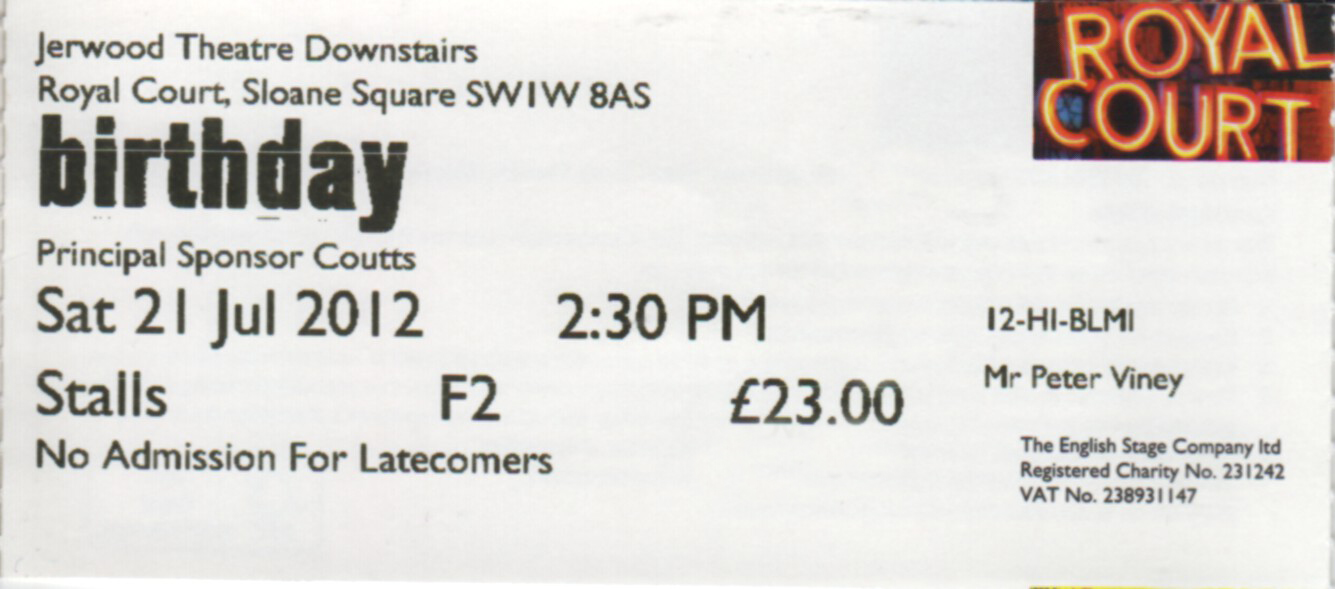 Jerwood Theatre Downstairs
Royal Court, Sloane Square SW1W 8AS
birthday
Principal Sponsor Coutts
Sat 21 Jul 2012 2:30 PM
Stalls F2 £23.00
No Admission For Latecomers
ROYAL
COURT
12-HI-BLMI
Mr Peter Viney
The English Stage Company ltd
Registered Charity No. 231242
VAT No. 238931147